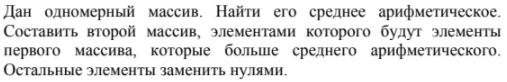 Дан одномерный массив. Найти его среднее арифметическое.
Составить второй массив, элементами которого будут элементы
первого массива, которые больше среднего арифметического.
Остальные элементы заменить нулями.